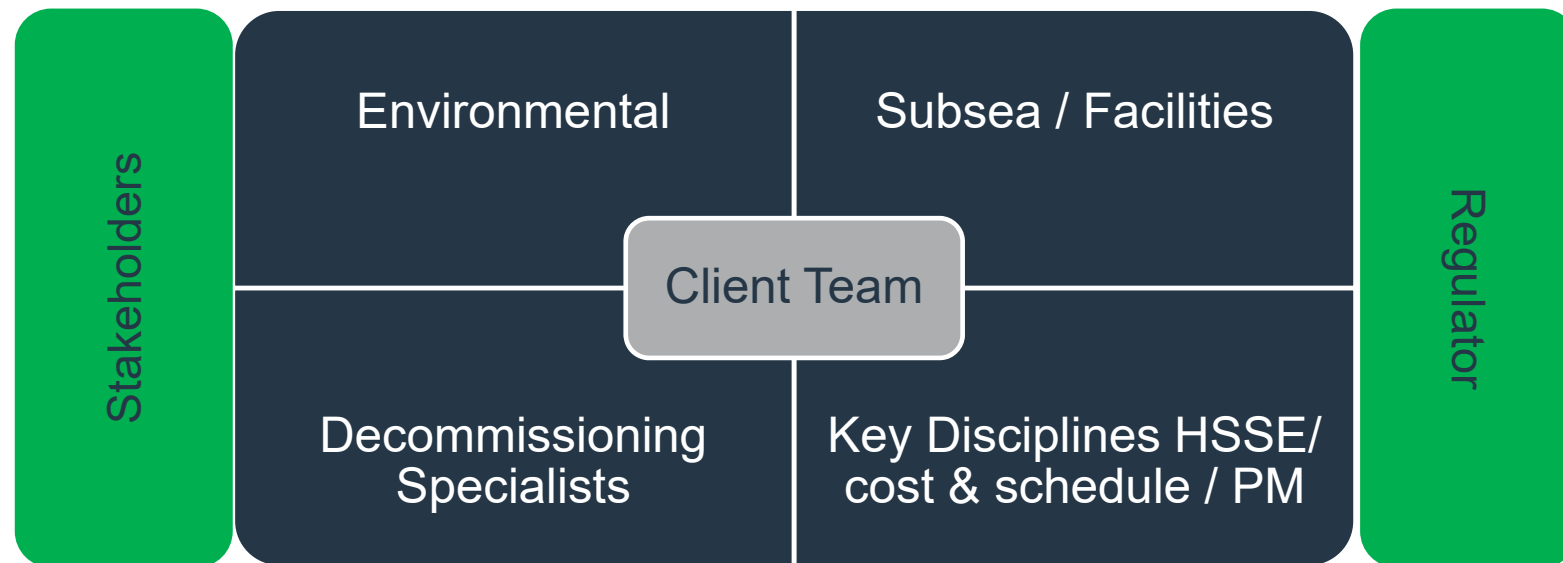 Stakeholders
Environmental
Subsea / Facilities
Client Team
Decommissioning
Specialists
Key Disciplines HSSE/
cost & schedule / PM
Regulator